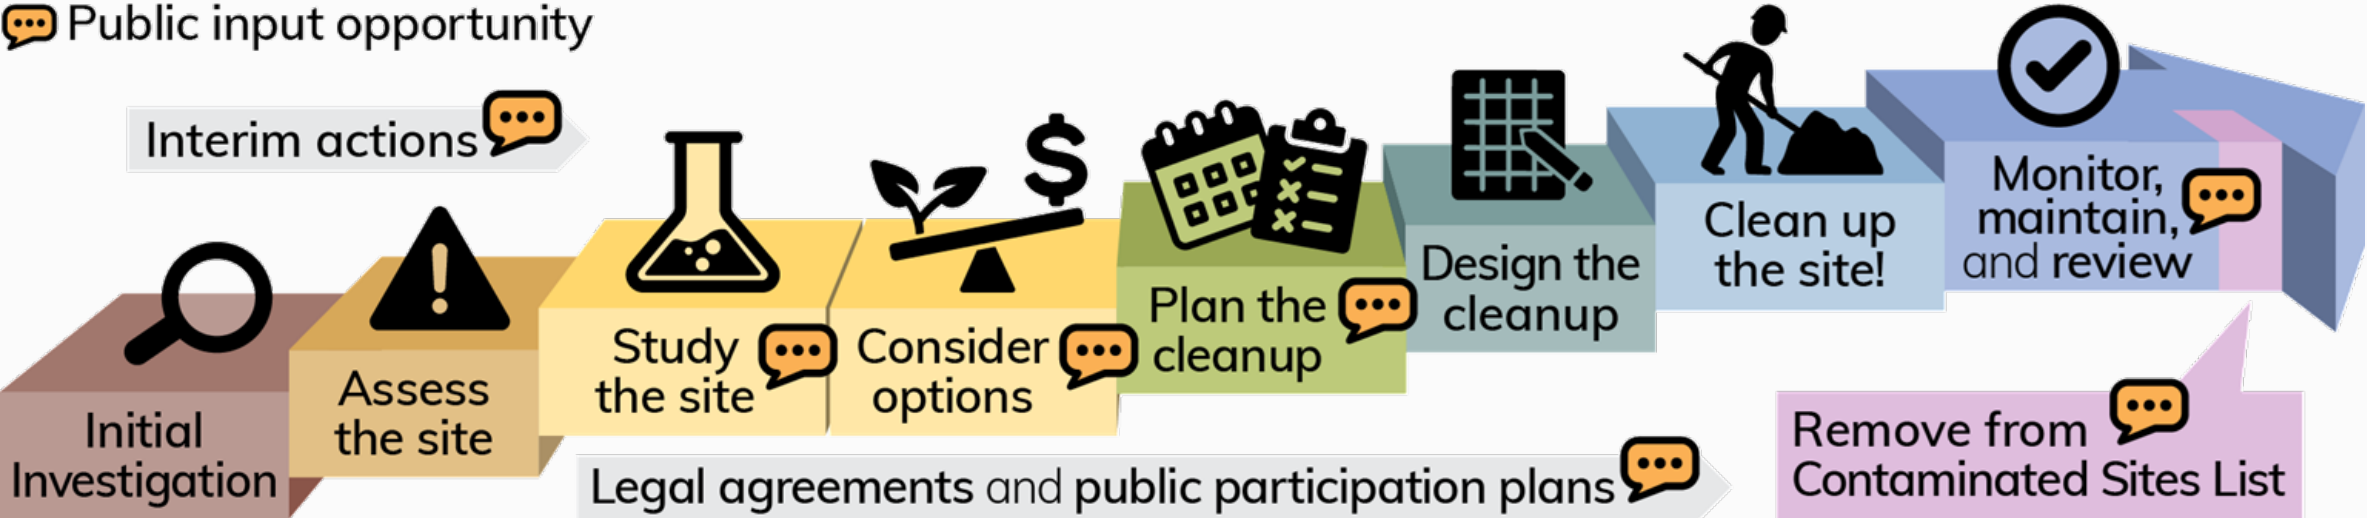 Public input opportunity
Interim actions
Initial
Investigation
Assess
the site
Study
the site
Consider
options
Plan the
cleanup
Design the
cleanup
Clean up
the site!
Monitor,
maintain,
and review
Legal agreements and public participation plans
Remove from
Contaminated Sites List